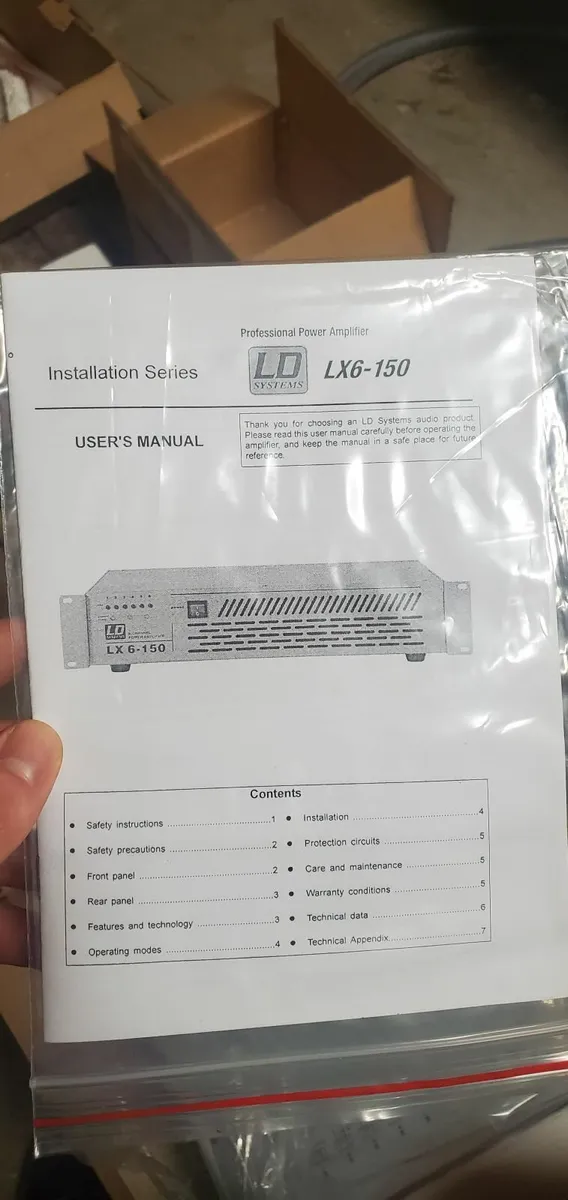 Professional Power Amplifier
Installation Series
LD
SYSTEMS
LX6-150
USER'S MANUAL
Thank you for choosing an LD Systems audio product.
Please read this user manual carefully before operating the
amplifier, and keep the manual in a safe place for future
reference.
LD
LX 6-150
Contents
● Safety instructions ................................1
● Safety precautions ................................2
● Front panel ................................2
● Rear panel ................................3
● Features and technology ........................3
● Operating modes ................................4
● Installation ................................4
● Protection circuits ................................5
● Care and maintenance ........................5
● Warranty conditions ........................5
● Technical data ................................6
● Technical Appendix................................7